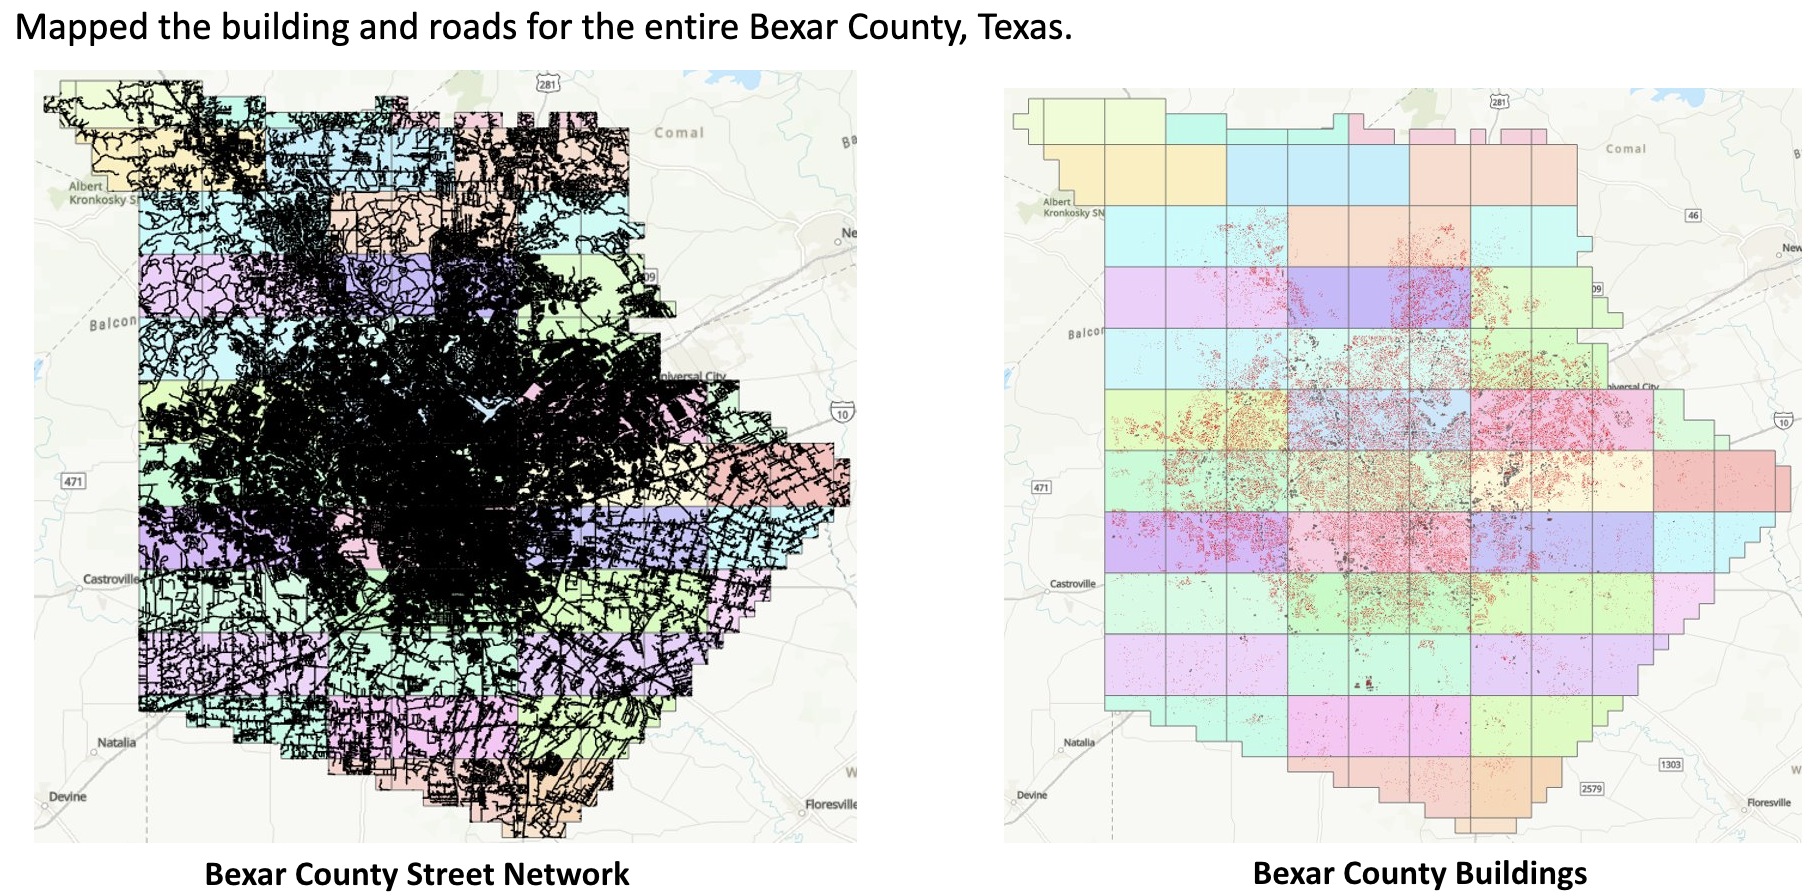 Mapped the building and roads for the entire Bexar County, Texas.
281
Comal
Ba
Albert
Kronkosky S
Ne
09
Balcon
niversal City
10
471
Castroville
Natalia
Devine
W
Floresville
Bexar County Street Network
281
Comal
B
Albert
Kronkosky SN
46
New
09
Balcor
niversal City
10
471
Castroville
Natalia
1303
W
2579
Devine
Floresville
Bexar County Buildings